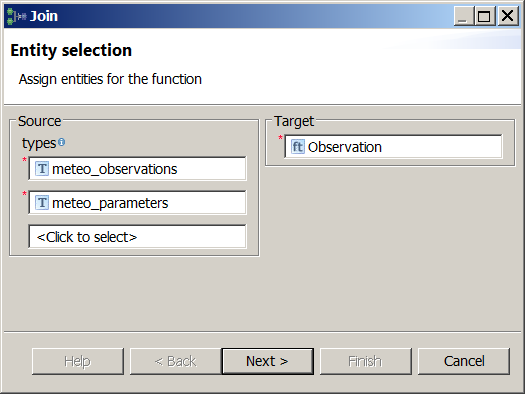 Join
Entity selection
Assign entities for the function
Source
types
* T meteo_observations
* T meteo_parameters
<Click to select>
Target
* ft Observation
Help
< Back
Next >
Finish
Cancel